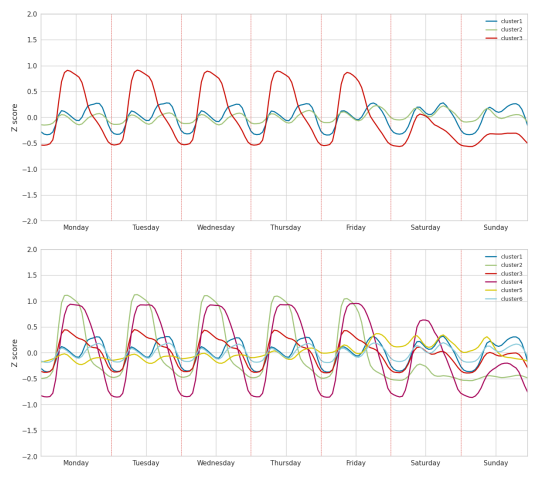 2.0
cluster1
cluster2
cluster3
1.5
1.0
0.5
0.0
−0.5
−1.0
−1.5
−2.0
Z score
Monday Tuesday Wednesday Thursday Friday Saturday Sunday
2.0
cluster1
cluster2
cluster3
cluster4
cluster5
cluster6
1.5
1.0
0.5
0.0
−0.5
−1.0
−1.5
−2.0
Z score
Monday Tuesday Wednesday Thursday Friday Saturday Sunday